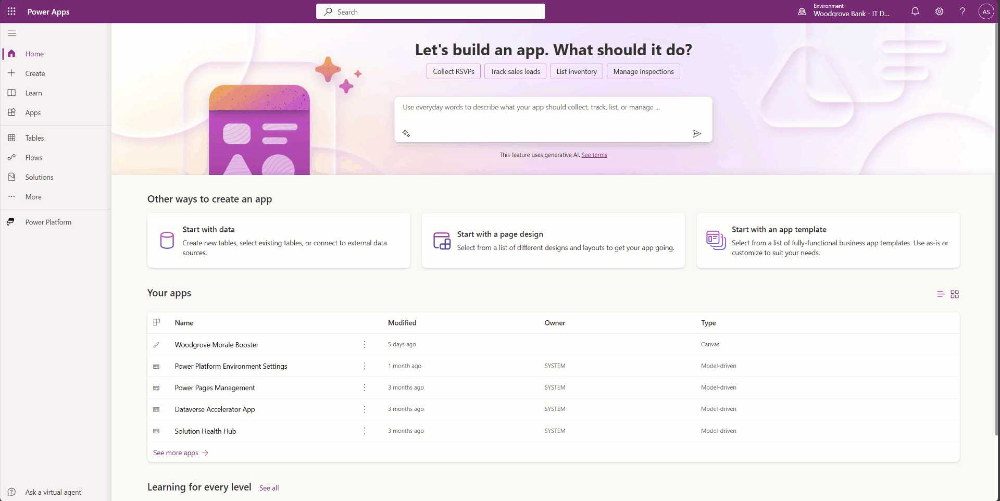 Power Apps
Search
Environment
Woodgrove Bank - IT D...
AS
Home
Create
Learn
Apps
Tables
Flows
Solutions
More
Power Platform
Ask a virtual agent
Let's build an app. What should it do?
Collect RSVPs
Track sales leads
List inventory
Manage inspections
Use everyday words to describe what your app should collect, track, list, or manage ...
This feature uses generative AI. See terms
Other ways to create an app
Start with data
Create new tables, select existing tables, or connect to external data
sources.
Start with a page design
Select from a list of different designs and layouts to get your app going.
Start with an app template
Select from a list of fully-functional business app templates. Use as-is or
customize to suit your needs.
Your apps
Name Modified Owner Type
Woodgrove Morale Booster 5 days ago Canvas
Power Platform Environment Settings 1 month ago SYSTEM Model-driven
Power Pages Management 3 months ago SYSTEM Model-driven
Dataverse Accelerator App 3 months ago SYSTEM Model-driven
Solution Health Hub 3 months ago SYSTEM Model-driven
See more apps
Learning for every level See all